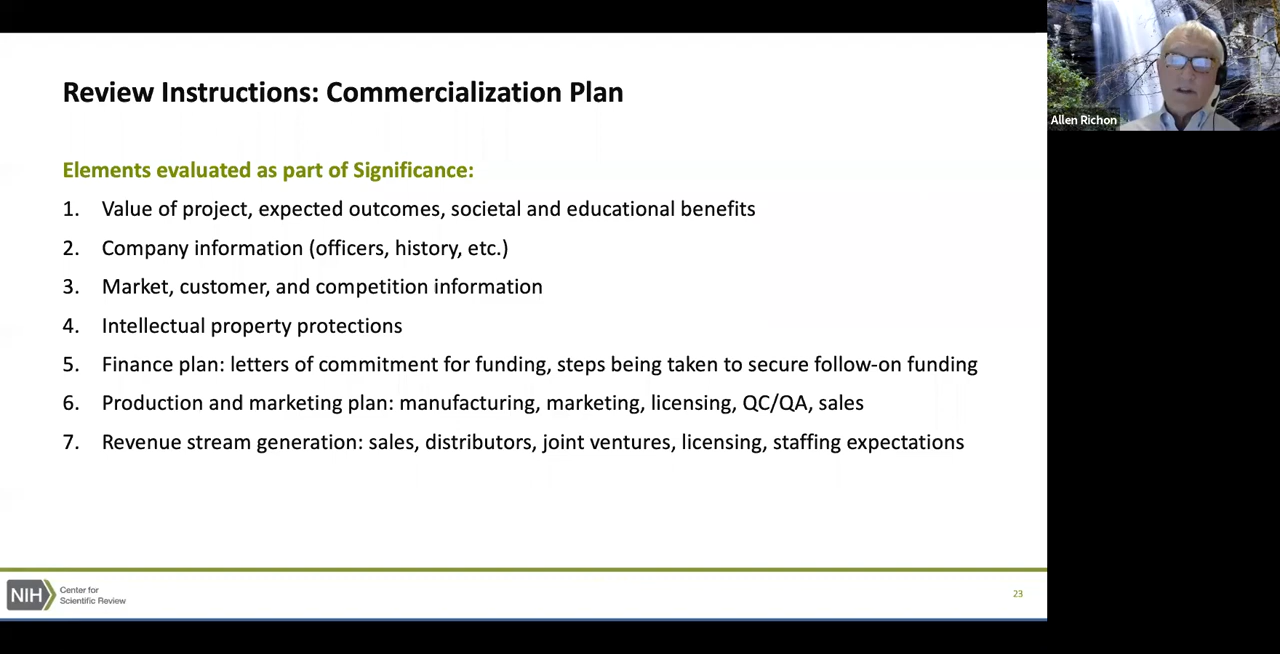 Review Instructions: Commercialization Plan
Allen Richon
Elements evaluated as part of Significance:
1. Value of project, expected outcomes, societal and educational benefits
2. Company information (officers, history, etc.)
3. Market, customer, and competition information
4. Intellectual property protections
5. Finance plan: letters of commitment for funding, steps being taken to secure follow-on funding
6. Production and marketing plan: manufacturing, marketing, licensing, QC/QA, sales
7. Revenue stream generation: sales, distributors, joint ventures, licensing, staffing expectations
NIH
Center for
Scientific Review
23